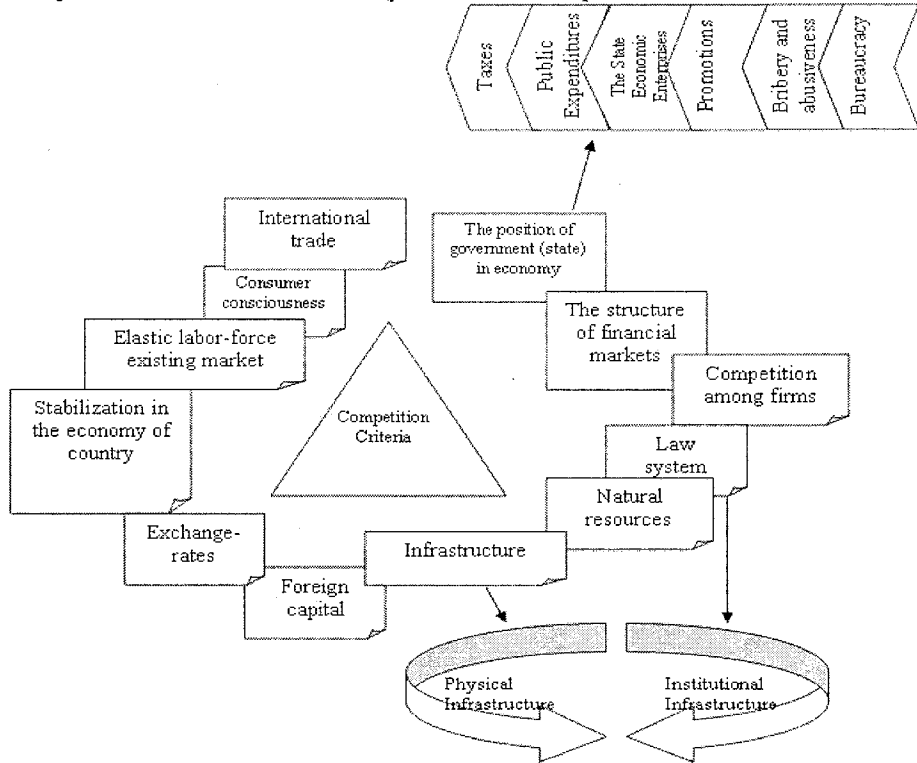 Taxes
Public
Expenditures
The State
Economic
Enterprises
Promotions
Bribery and
abusiveness
Bureaucracy
International
trade
The position of
government (state)
in economy
Consumer
consciousness
The structure
of financial
markets
Elastic labor-force
existing market
Competition
among firms
Stabilization in
the economy of
country
Competition
Criteria
Law
system
Natural
resources
Exchange-
rates
Infrastructure
Foreign
capital
Physical
Infrastructure
Institutional
Infrastructure